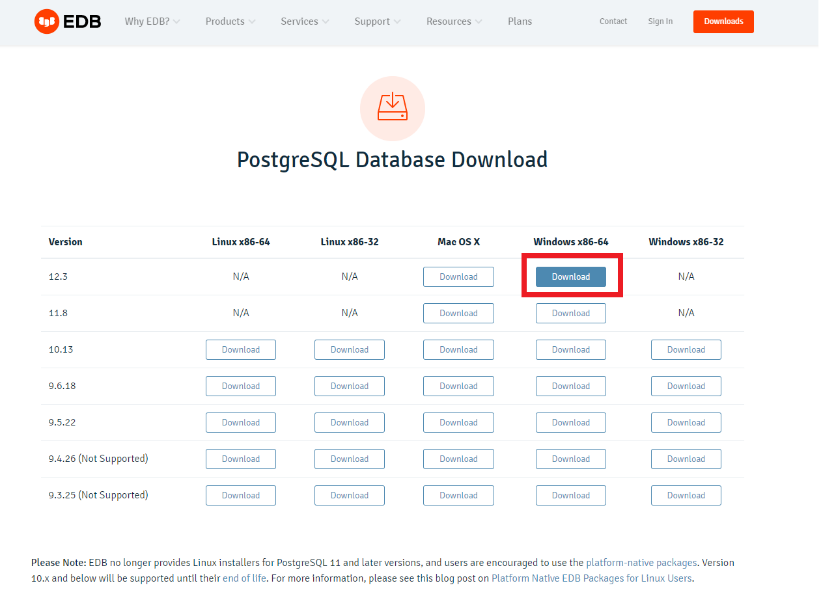 EDB Why EDB? Products Services Support Resources Plans Contact Sign In Downloads
PostgreSQL Database Download
Version Linux x86-64 Linux x86-32 Mac OS X Windows x86-64 Windows x86-32
12.3 N/A N/A Download Download N/A
11.8 N/A N/A Download Download N/A
10.13 Download Download Download Download Download
9.6.18 Download Download Download Download Download
9.5.22 Download Download Download Download Download
9.4.26 (Not Supported) Download Download Download Download Download
9.3.25 (Not Supported) Download Download Download Download Download
Please Note: EDB no longer provides Linux installers for PostgreSQL 11 and later versions, and users are encouraged to use the platform-native packages. Version
10.x and below will be supported until their end of life. For more information, please see this blog post on Platform Native EDB Packages for Linux Users.